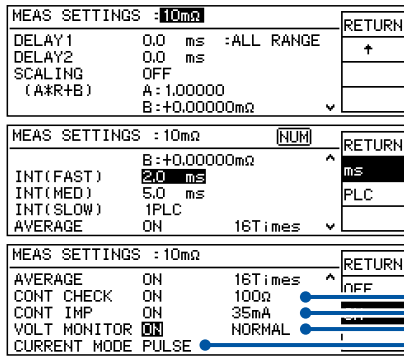 MEAS SETTINGS :10mΩ
RETURN
DELAY1 0.0 ms :ALL RANGE
DELAY2 0.0 ms
SCALING OFF
(A*R+B) A:1.00000
B:+0.00000mΩ
MEAS SETTINGS :10mΩ NUM
RETURN
B:+0.00000mΩ
ms
INT(FAST) 2.0 ms
INT(MED) 5.0 ms
PLC
INT(SLOW) 1PLC
AVERAGE ON 16Times
MEAS SETTINGS :10mΩ
RETURN
AVERAGE ON 16Times
OFF
CONT CHECK ON 100Ω
CONT IMP ON 35mA
VOLT MONITOR ON NORMAL
CURRENT MODE PULSE